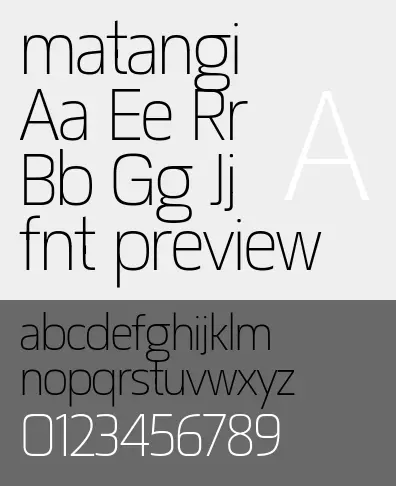 matangi
Aa Ee Rr
A
Bb Gg Jj
fnt preview
abcdefghijklm
nopqrstuvwxyz
0123456789